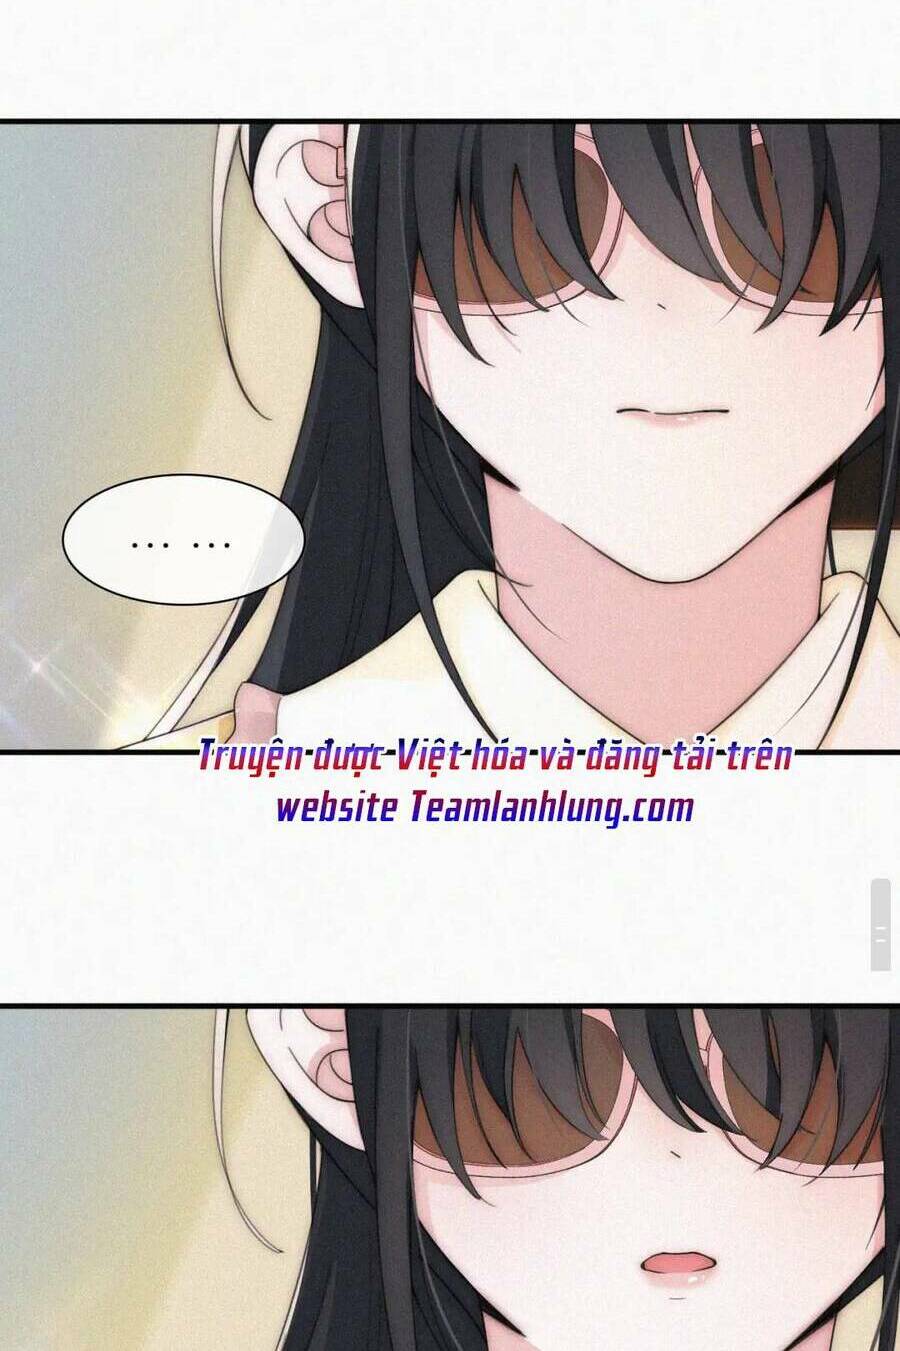 ... ...
Truyện được Việt hóa và đăng tải trên
website Teamlanhlung.com